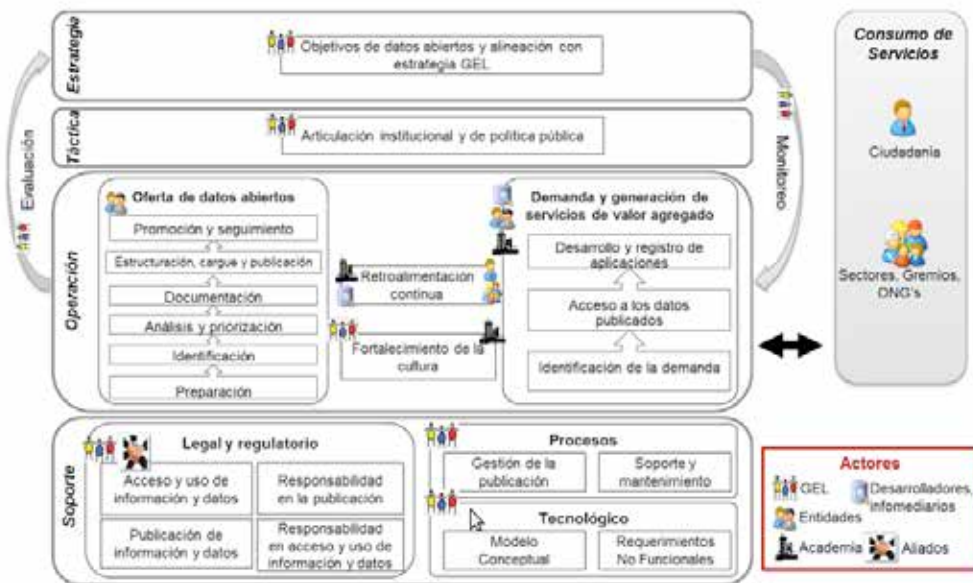 Estrategia
Objetivos de datos abiertos y alineación con
estrategia GEL
Táctica
Articulación institucional y de política pública
Evaluación
Monitoreo
Operación
Oferta de datos abiertos
Promoción y seguimiento
Estructuración, cargue y publicación
Documentación
Análisis y priorización
Identificación
Preparación
Retroalimentación
continua
Fortalecimiento de la
cultura
Demanda y generación de
servicios de valor agregado
Desarrollo y registro de
aplicaciones
Acceso a los datos
publicados
Identificación de la demanda
Soporte
Legal y regulatorio
Acceso y uso de
información y datos
Responsabilidad
en la publicación
Publicación de
información y datos
Responsabilidad
en acceso y uso de
información y datos
Procesos
Gestión de la
publicación
Soporte y
mantenimiento
Tecnológico
Modelo
Conceptual
Requerimientos
No Funcionales
Consumo de
Servicios
Ciudadanía
Sectores, Gremios,
ONG's
Actores
GEL
Desarrolladores,
infomediarios
Entidades
Academia
Aliados